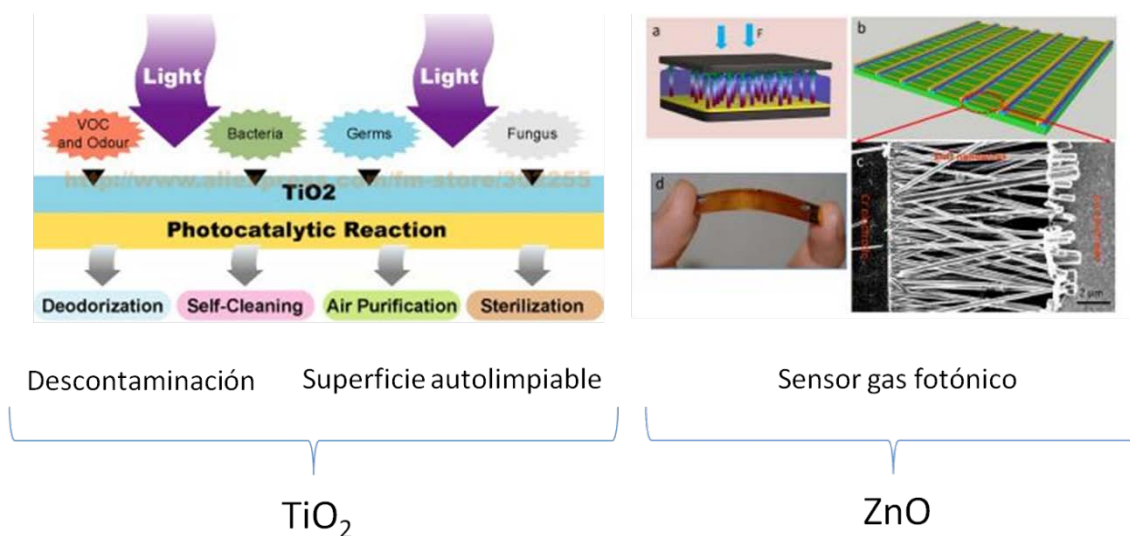 Light
Light
VOC
and Odour
Bacteria
Germs
Fungus
TiO2
Photocatalytic Reaction
Deodorization
Self-Cleaning
Air Purification
Sterilization
a
F
b
c
2 µm
d
Descontaminación
Superficie autolimpiable
Sensor gas fotónico
TiO₂
ZnO